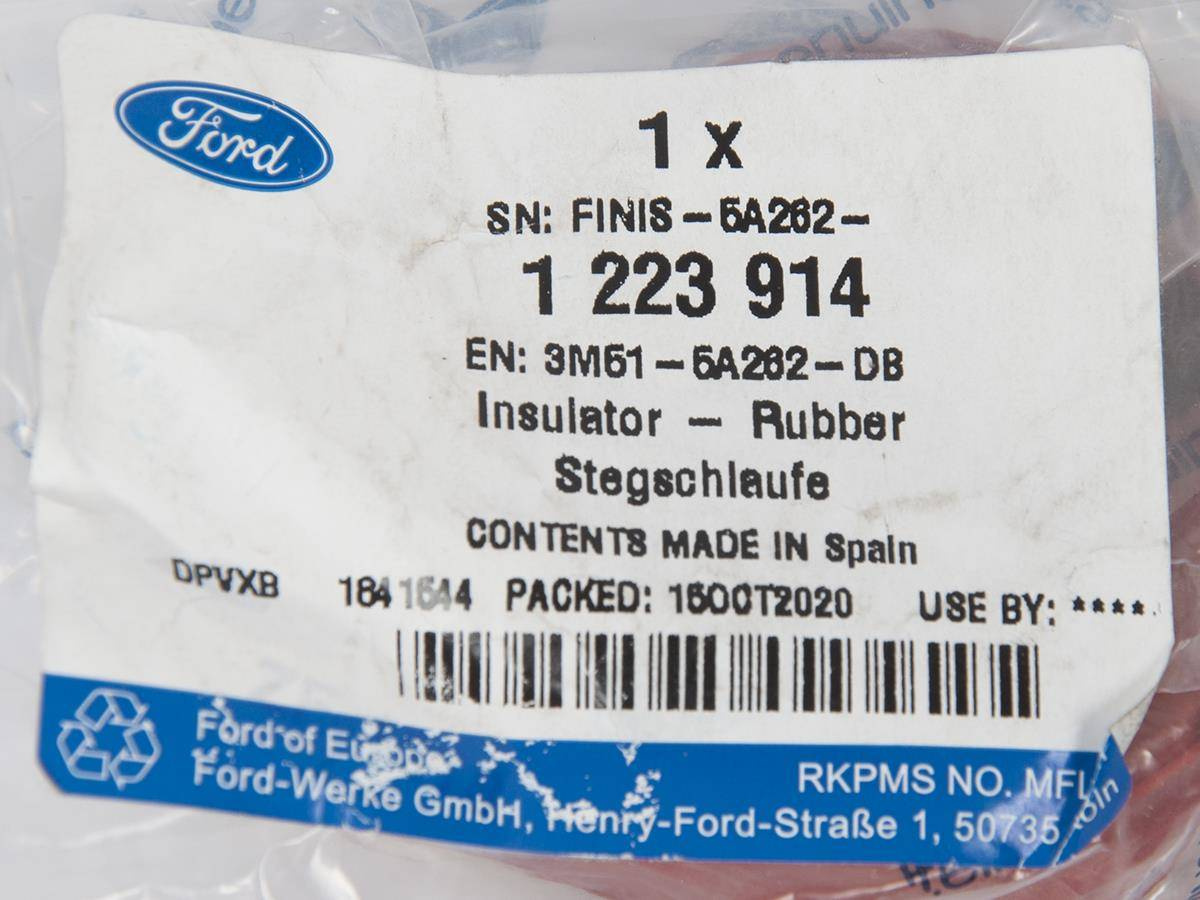 Ford
1 x
SN: FINIS-5A262-
1 223 914
EN: 3M51-5A262-DB
Insulator - Rubber
Stegschlaufe
CONTENTS MADE IN Spain
DPVXB 1841544 PACKED: 15OCT2020 USE BY: ****
Ford of Europe RKPMS NO. MFL
Ford-Werke GmbH, Henry-Ford-Straße 1, 50735 Köln